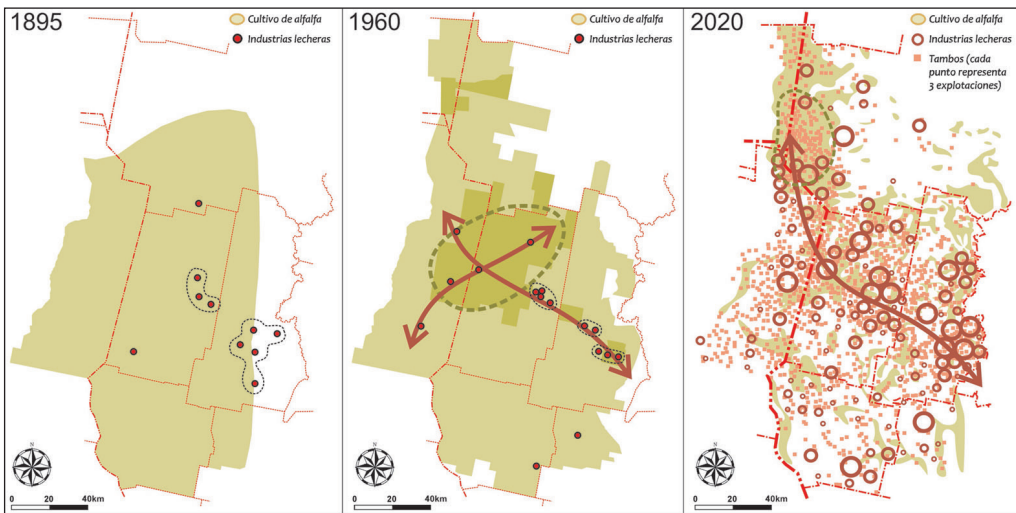 1895
Cultivo de alfalfa
Industrias lecheras
N
0 20 40km
1960
Cultivo de alfalfa
Industrias lecheras
N
0 20 40km
2020
Cultivo de alfalfa
Industrias lecheras
Tambos (cada
punto representa
3 explotaciones)
N
0 20 40km